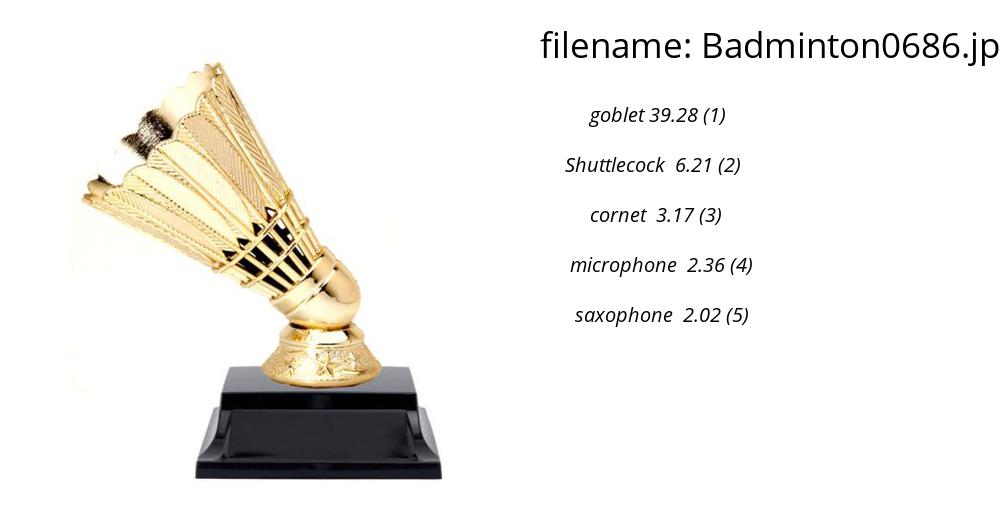 filename: Badminton0686.jp
goblet 39.28 (1)
Shuttlecock 6.21 (2)
cornet 3.17 (3)
microphone 2.36 (4)
saxophone 2.02 (5)